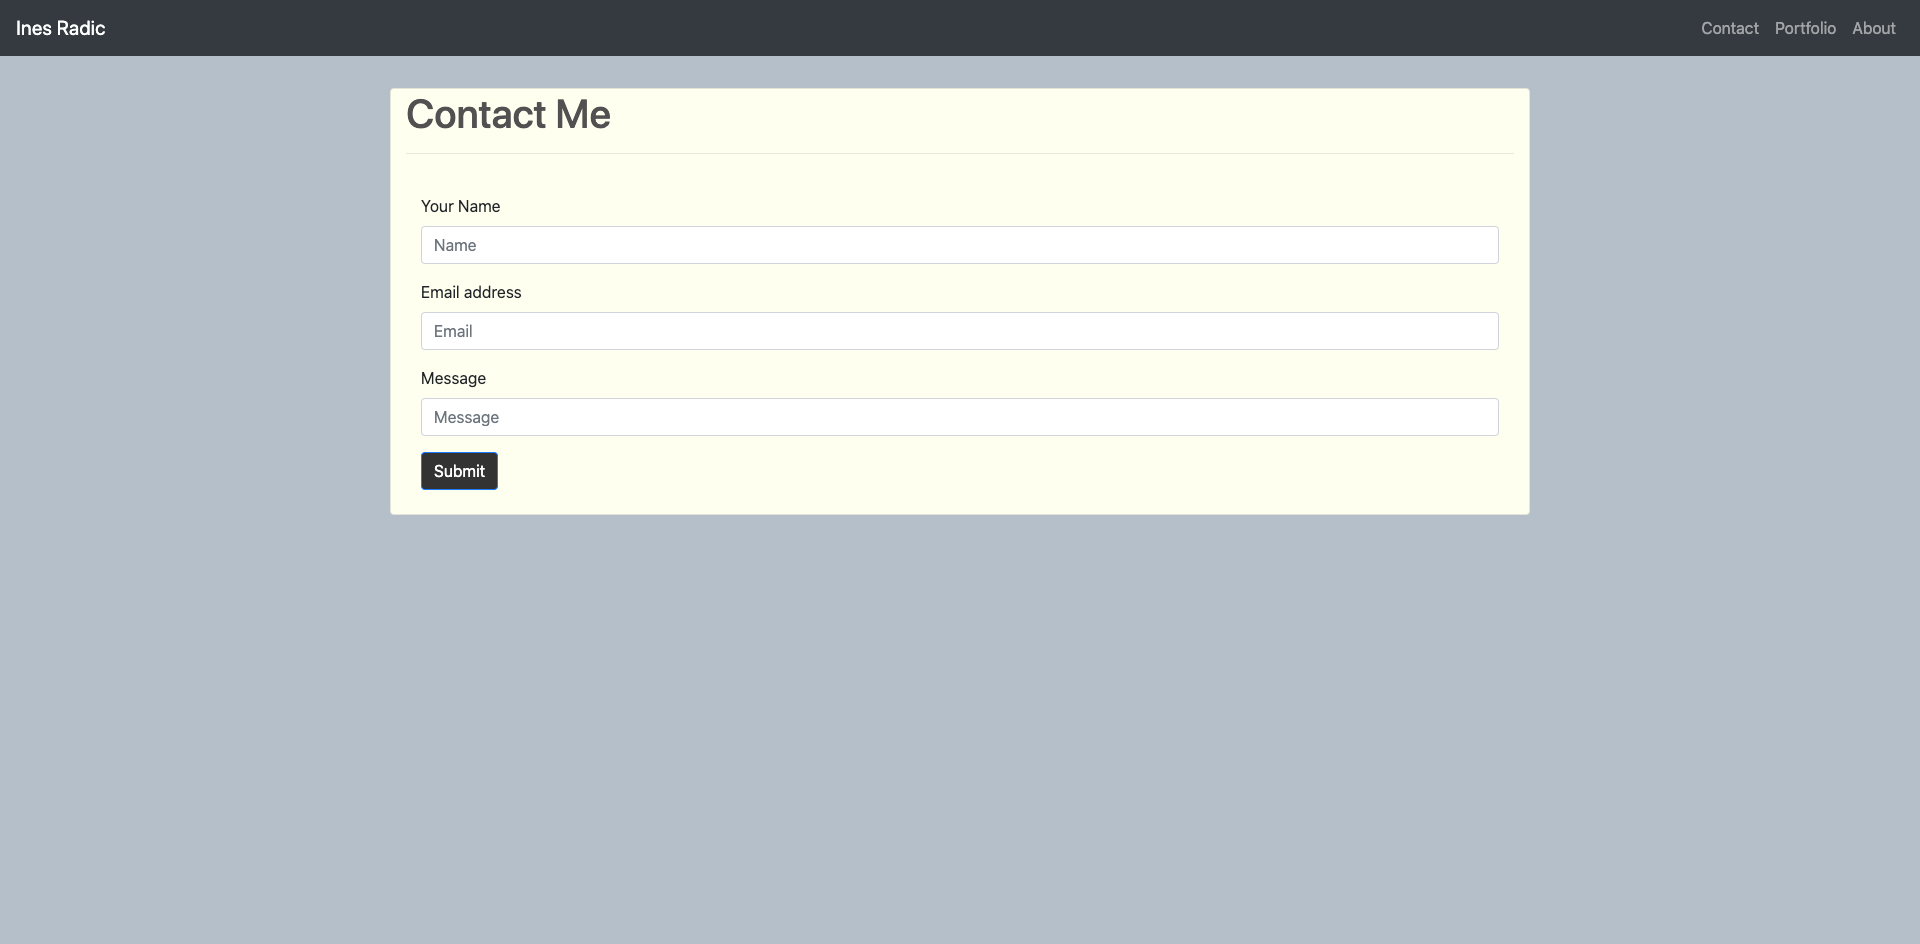 Ines Radic
Contact Portfolio About
Contact Me
Your Name
Name
Email address
Email
Message
Message
Submit